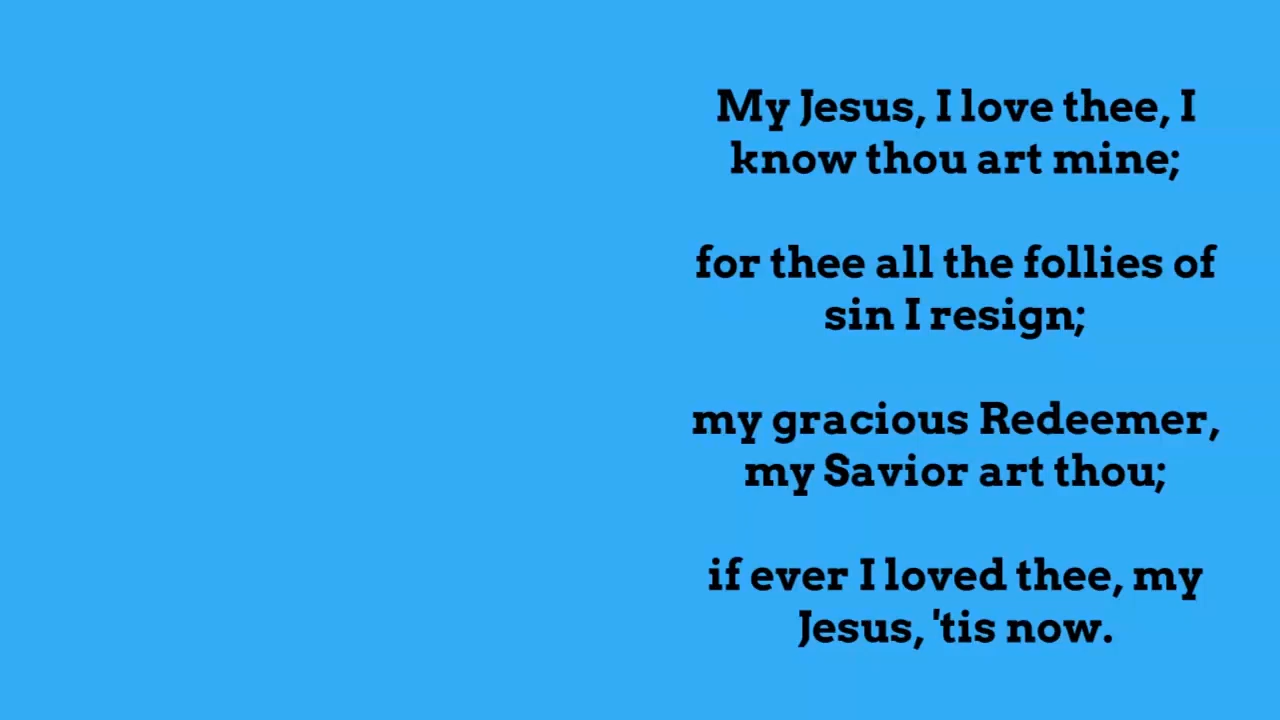 My Jesus, I love thee, I
know thou art mine;
for thee all the follies of
sin I resign;
my gracious Redeemer,
my Savior art thou;
if ever I loved thee, my
Jesus, 'tis now.